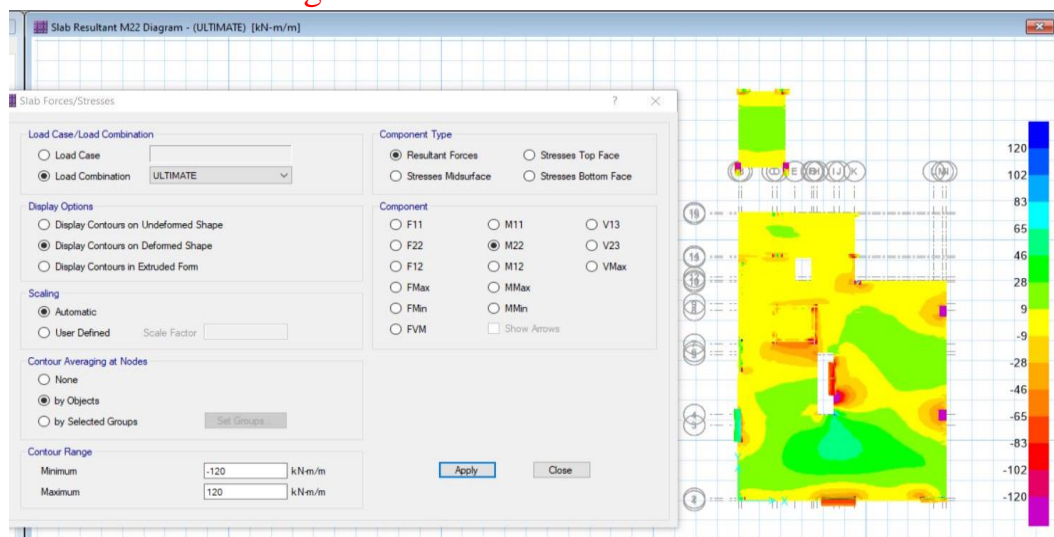 Slab Resultant M22 Diagram - (ULTIMATE) [kN-m/m]
Slab Forces/Stresses
Load Case/Load Combination
Load Case
Load Combination ULTIMATE
Display Options
Display Contours on Undeformed Shape
Display Contours on Deformed Shape
Display Contours in Extruded Form
Scaling
Automatic
User Defined Scale Factor
Contour Averaging at Nodes
None
by Objects
by Selected Groups Set Groups...
Contour Range
Minimum -120 kN-m/m
Maximum 120 kN-m/m
Component Type
Resultant Forces Stresses Top Face
Stresses Midsurface Stresses Bottom Face
Component
F11 M11 V13
F22 M22 V23
F12 M12 VMax
FMax MMax
FMin MMin
FVM Show Arrows
Apply Close
E I J K
2
120
102
83
65
46
28
9
-9
-28
-46
-65
-83
-102
-120